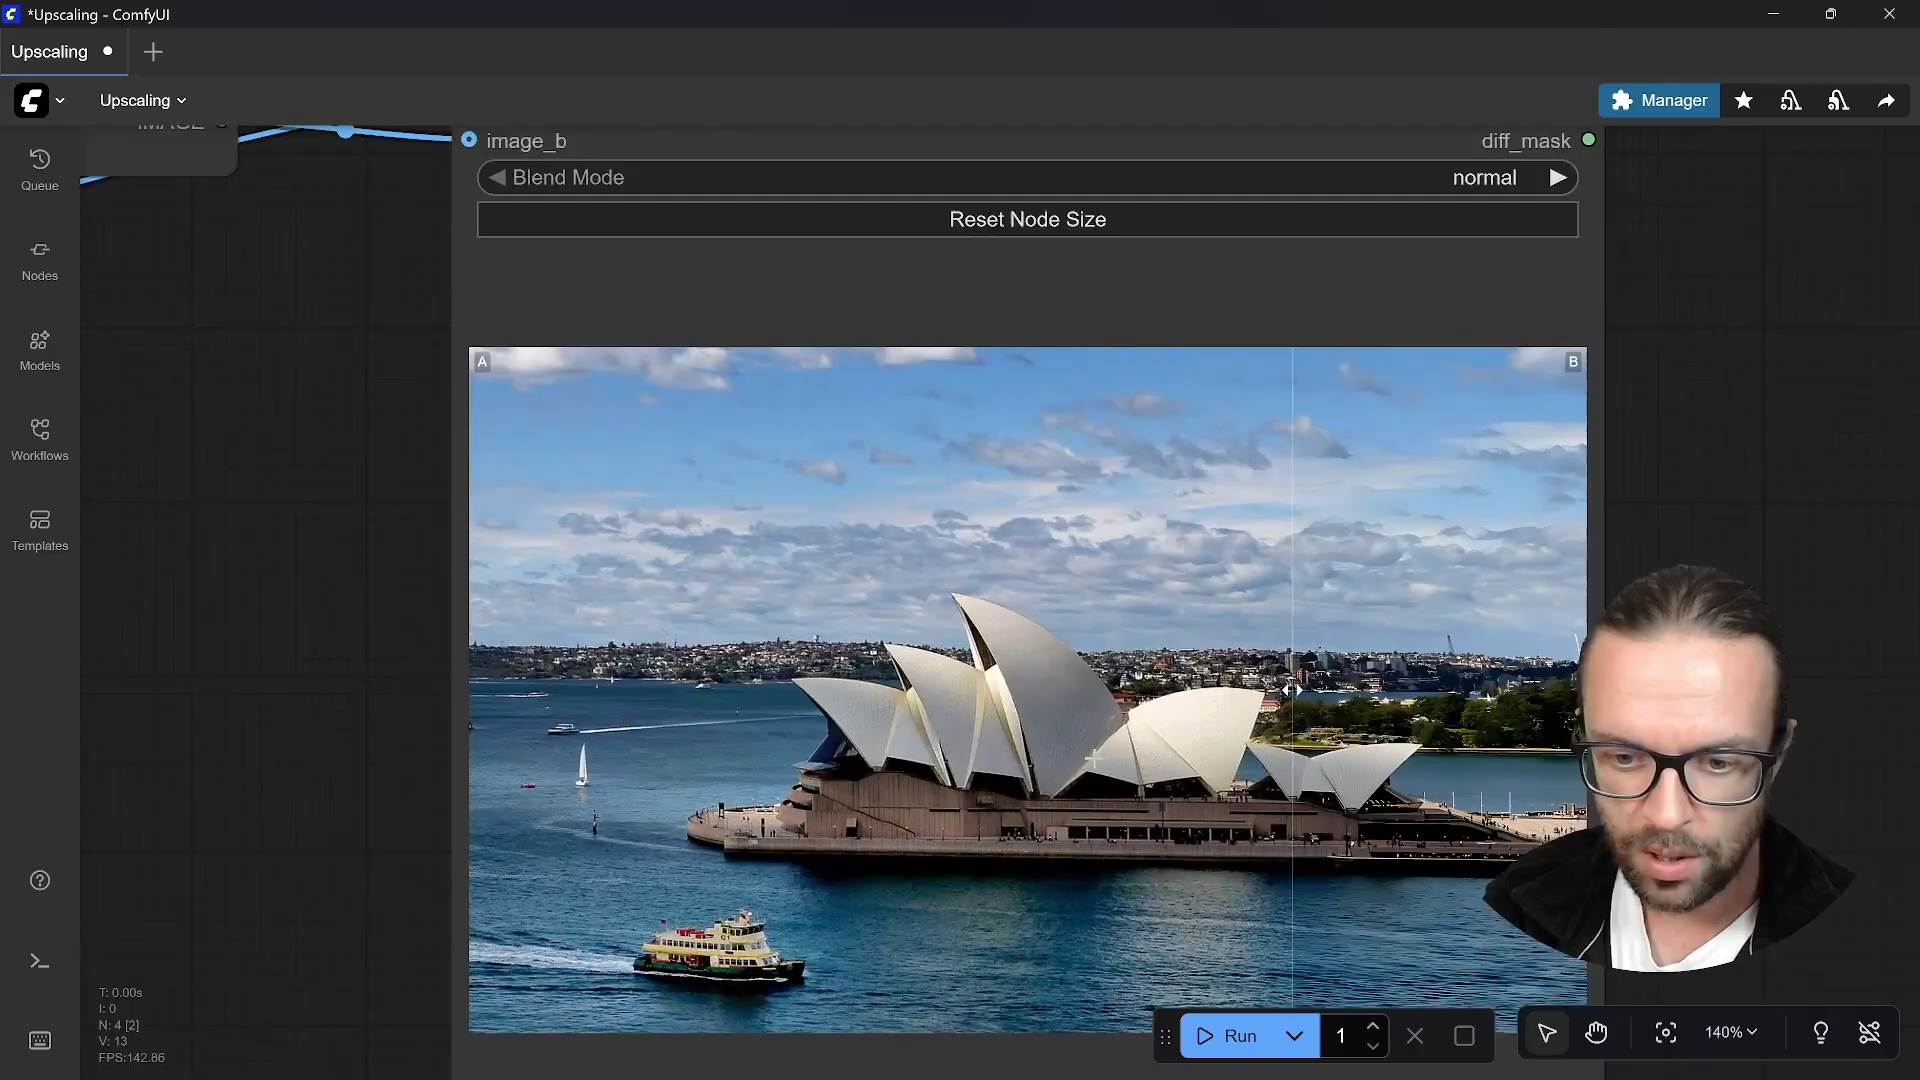 *Upscaling - ComfyUI
Upscaling
Upscaling
Manager
IMAGE
image_b
diff_mask
Blend Mode
normal
Reset Node Size
Queue
Nodes
Models
Workflows
Templates
A
B
T: 0.00s
I: 0
N: 4 [2]
V: 13
FPS:142.86
Run
1
140%